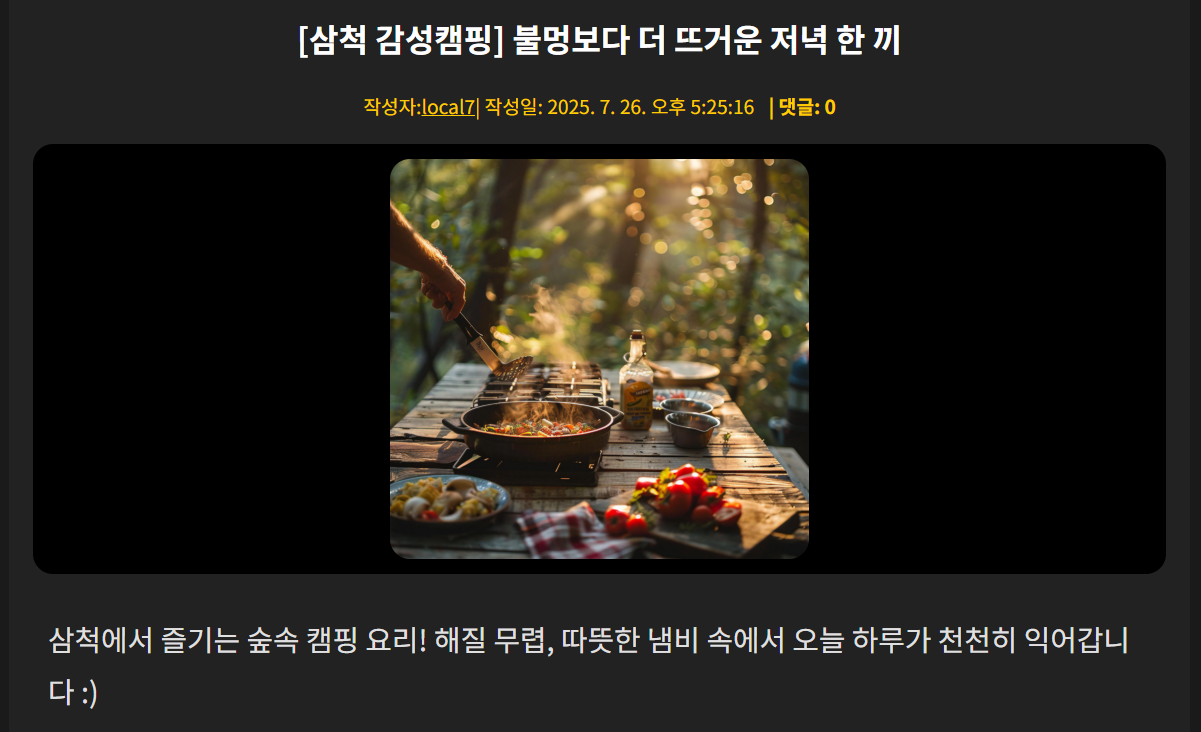 [삼척 감성캠핑] 불멍보다 더 뜨거운 저녁 한 끼
작성자:local7| 작성일: 2025. 7. 26. 오후 5:25:16 | 댓글: 0
삼척에서 즐기는 숲속 캠핑 요리! 해질 무렵, 따뜻한 냄비 속에서 오늘 하루가 천천히 익어갑니
다 :)